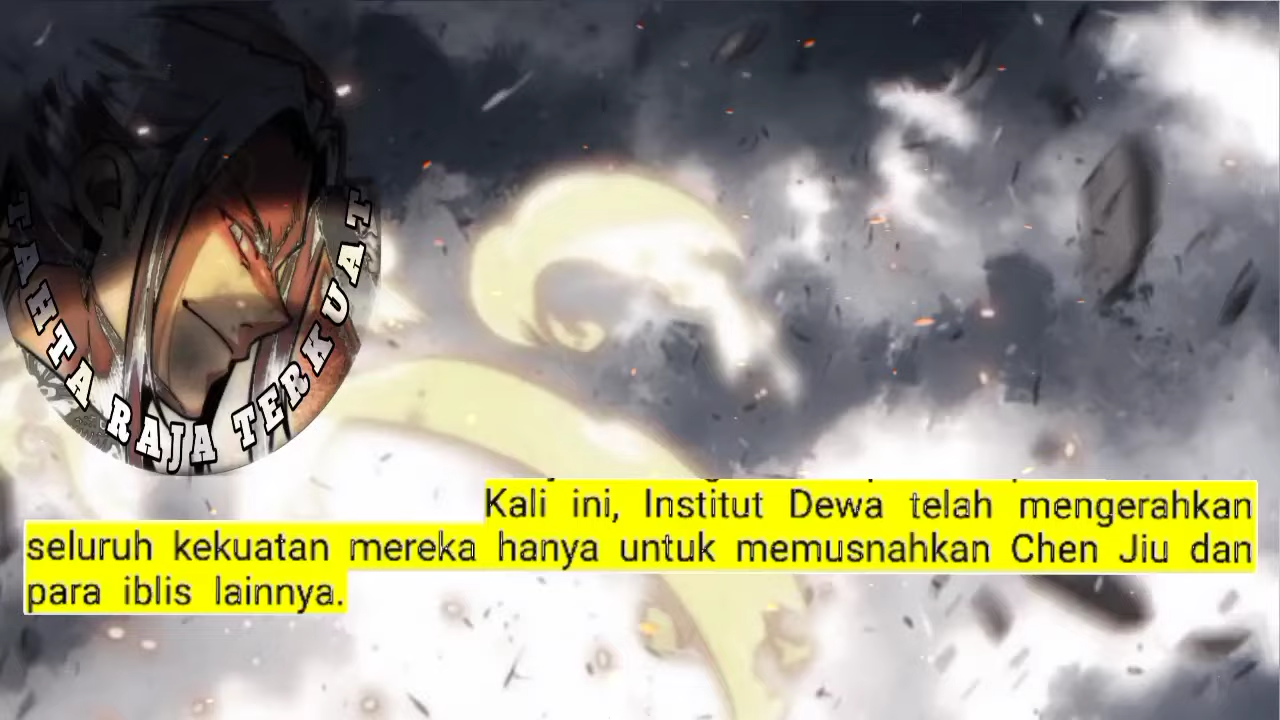 TAHTA RAJA TERKUAT
Kali ini, Institut Dewa telah mengerahkan
seluruh kekuatan mereka hanya untuk memusnahkan Chen Jiu dan
para iblis lainnya.